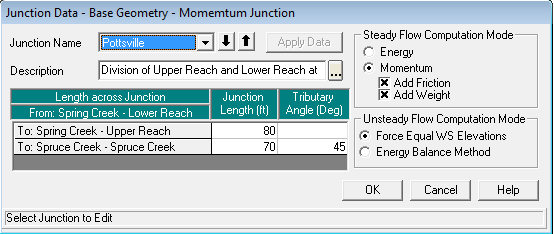 Junction Data - Base Geometry - Momemtum Junction
Junction Name Pottsville Apply Data
Description Division of Upper Reach and Lower Reach at ...
Length across Junction Junction Tributary
From: Spring Creek - Lower Reach Length (ft) Angle (Deg)
To: Spring Creek - Upper Reach 80
To: Spruce Creek - Spruce Creek 70 45
Steady Flow Computation Mode
Energy
Momentum
Add Friction
Add Weight
Unsteady Flow Computation Mode
Force Equal WS Elevations
Energy Balance Method
OK Cancel Help
Select Junction to Edit